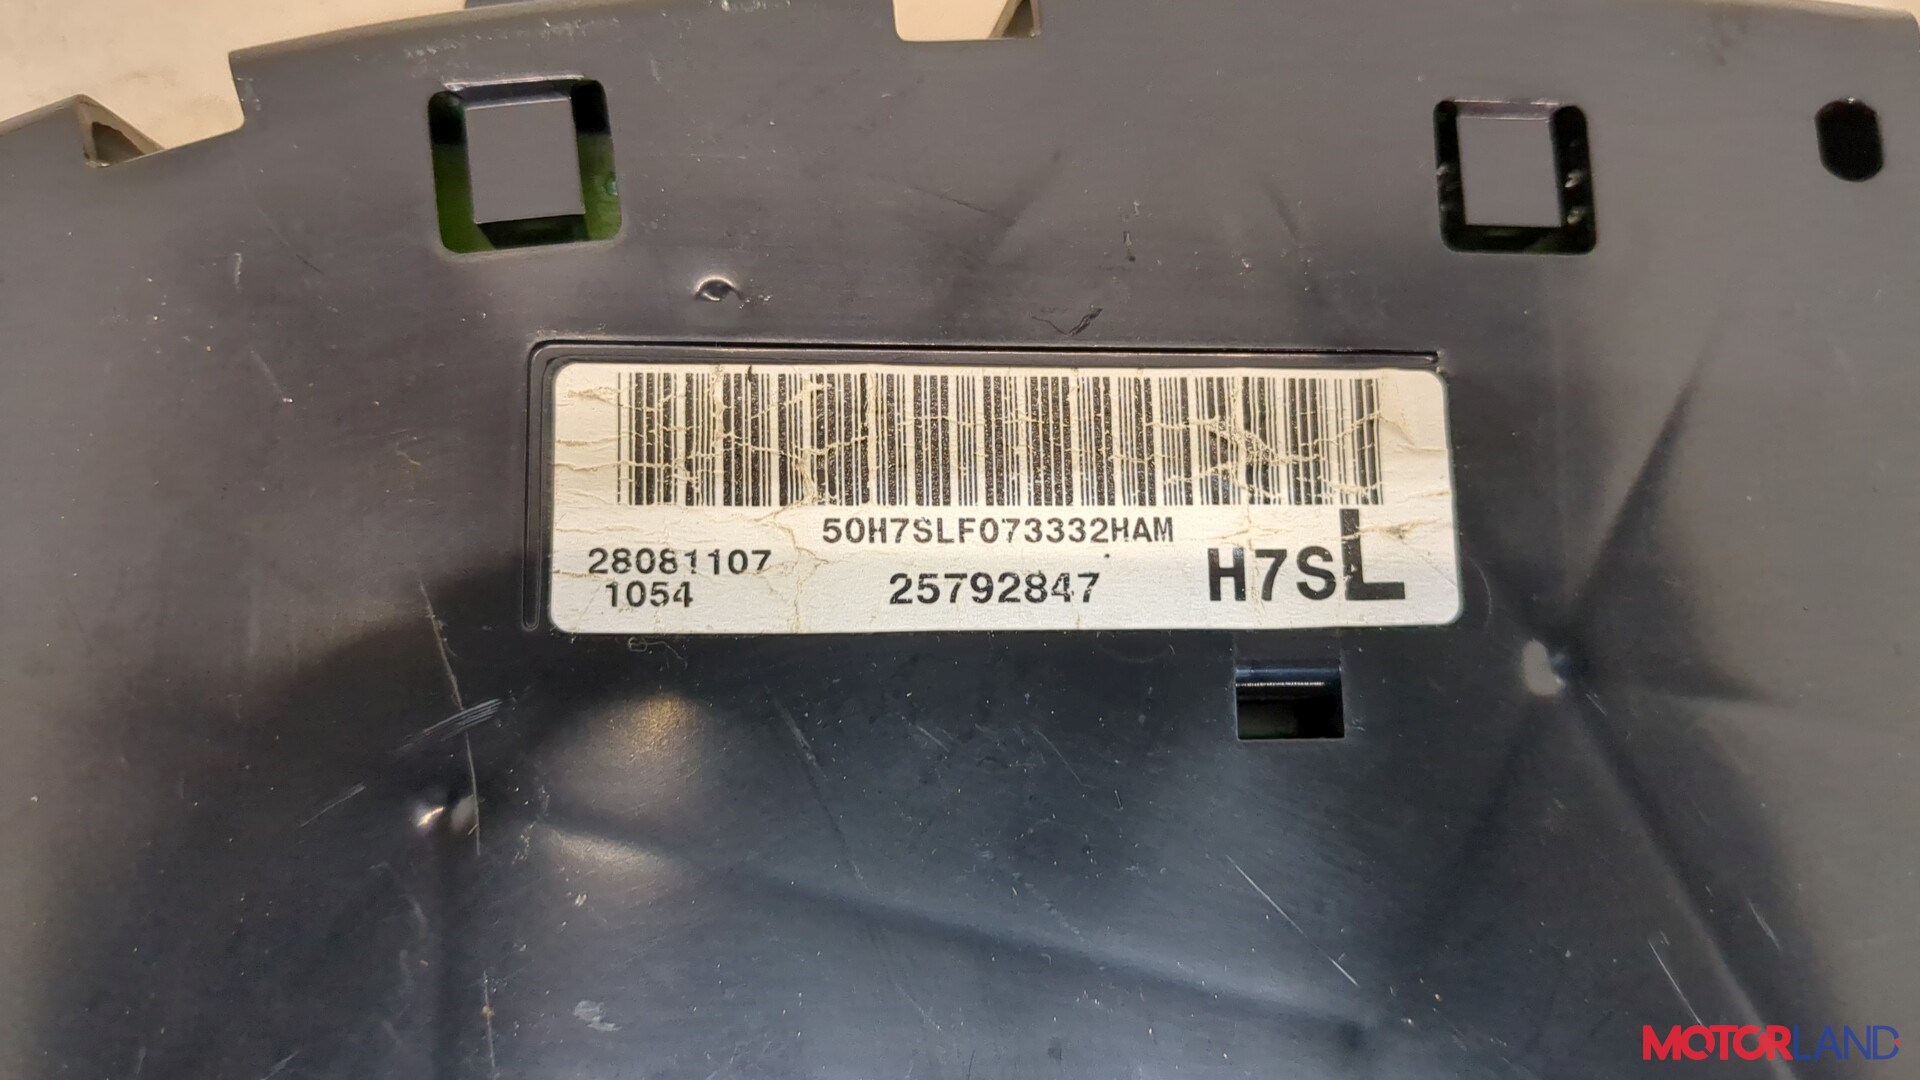 50H7SLF073332HAM
28081107
1054
25792847
H7SL
MOTORLAND